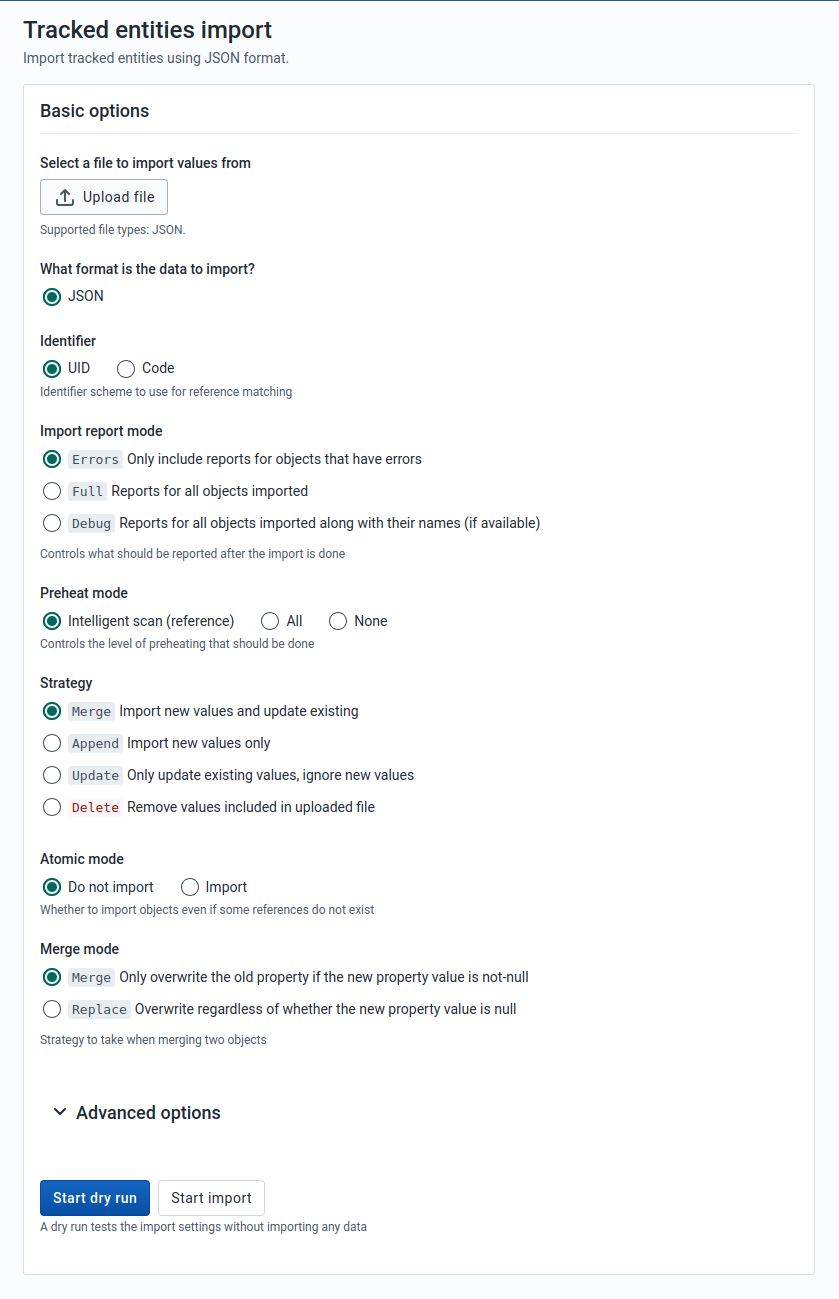 Tracked entities import
Import tracked entities using JSON format.
Basic options
Select a file to import values from
Upload file
Supported file types: JSON.
What format is the data to import?
JSON
Identifier
UID Code
Identifier scheme to use for reference matching
Import report mode
Errors Only include reports for objects that have errors
Full Reports for all objects imported
Debug Reports for all objects imported along with their names (if available)
Controls what should be reported after the import is done
Preheat mode
Intelligent scan (reference) All None
Controls the level of preheating that should be done
Strategy
Merge Import new values and update existing
Append Import new values only
Update Only update existing values, ignore new values
Delete Remove values included in uploaded file
Atomic mode
Do not import Import
Whether to import objects even if some references do not exist
Merge mode
Merge Only overwrite the old property if the new property value is not-null
Replace Overwrite regardless of whether the new property value is null
Strategy to take when merging two objects
Advanced options
Start dry run Start import
A dry run tests the import settings without importing any data